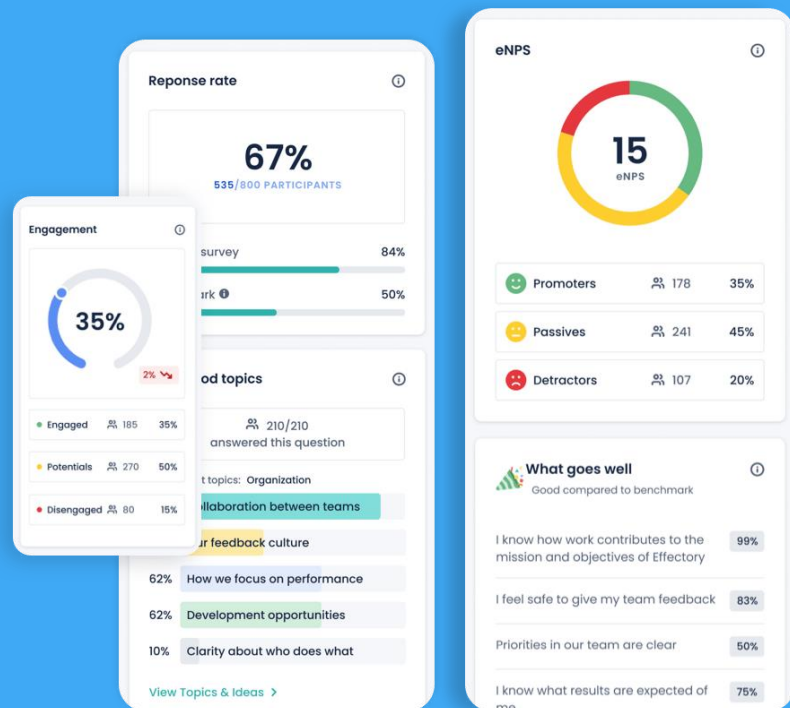 Reponse rate
67%
535/800 PARTICIPANTS
survey 84%
50%
Engagement
35%
2%
Engaged 185 35%
Potentials 270 50%
Disengaged 80 15%
topics
210/210
answered this question
topics: Organization
between teams
feedback culture
62% How we focus on performance
62% Development opportunities
10% Clarity about who does what
View Topics & Ideas >
eNPS
15
eNPS
Promoters 178 35%
Passives 241 45%
Detractors 107 20%
What goes well
Good compared to benchmark
I know how work contributes to the 99%
mission and objectives of Effectory
I feel safe to give my team feedback 83%
Priorities in our team are clear 50%
I know what results are expected of 75%